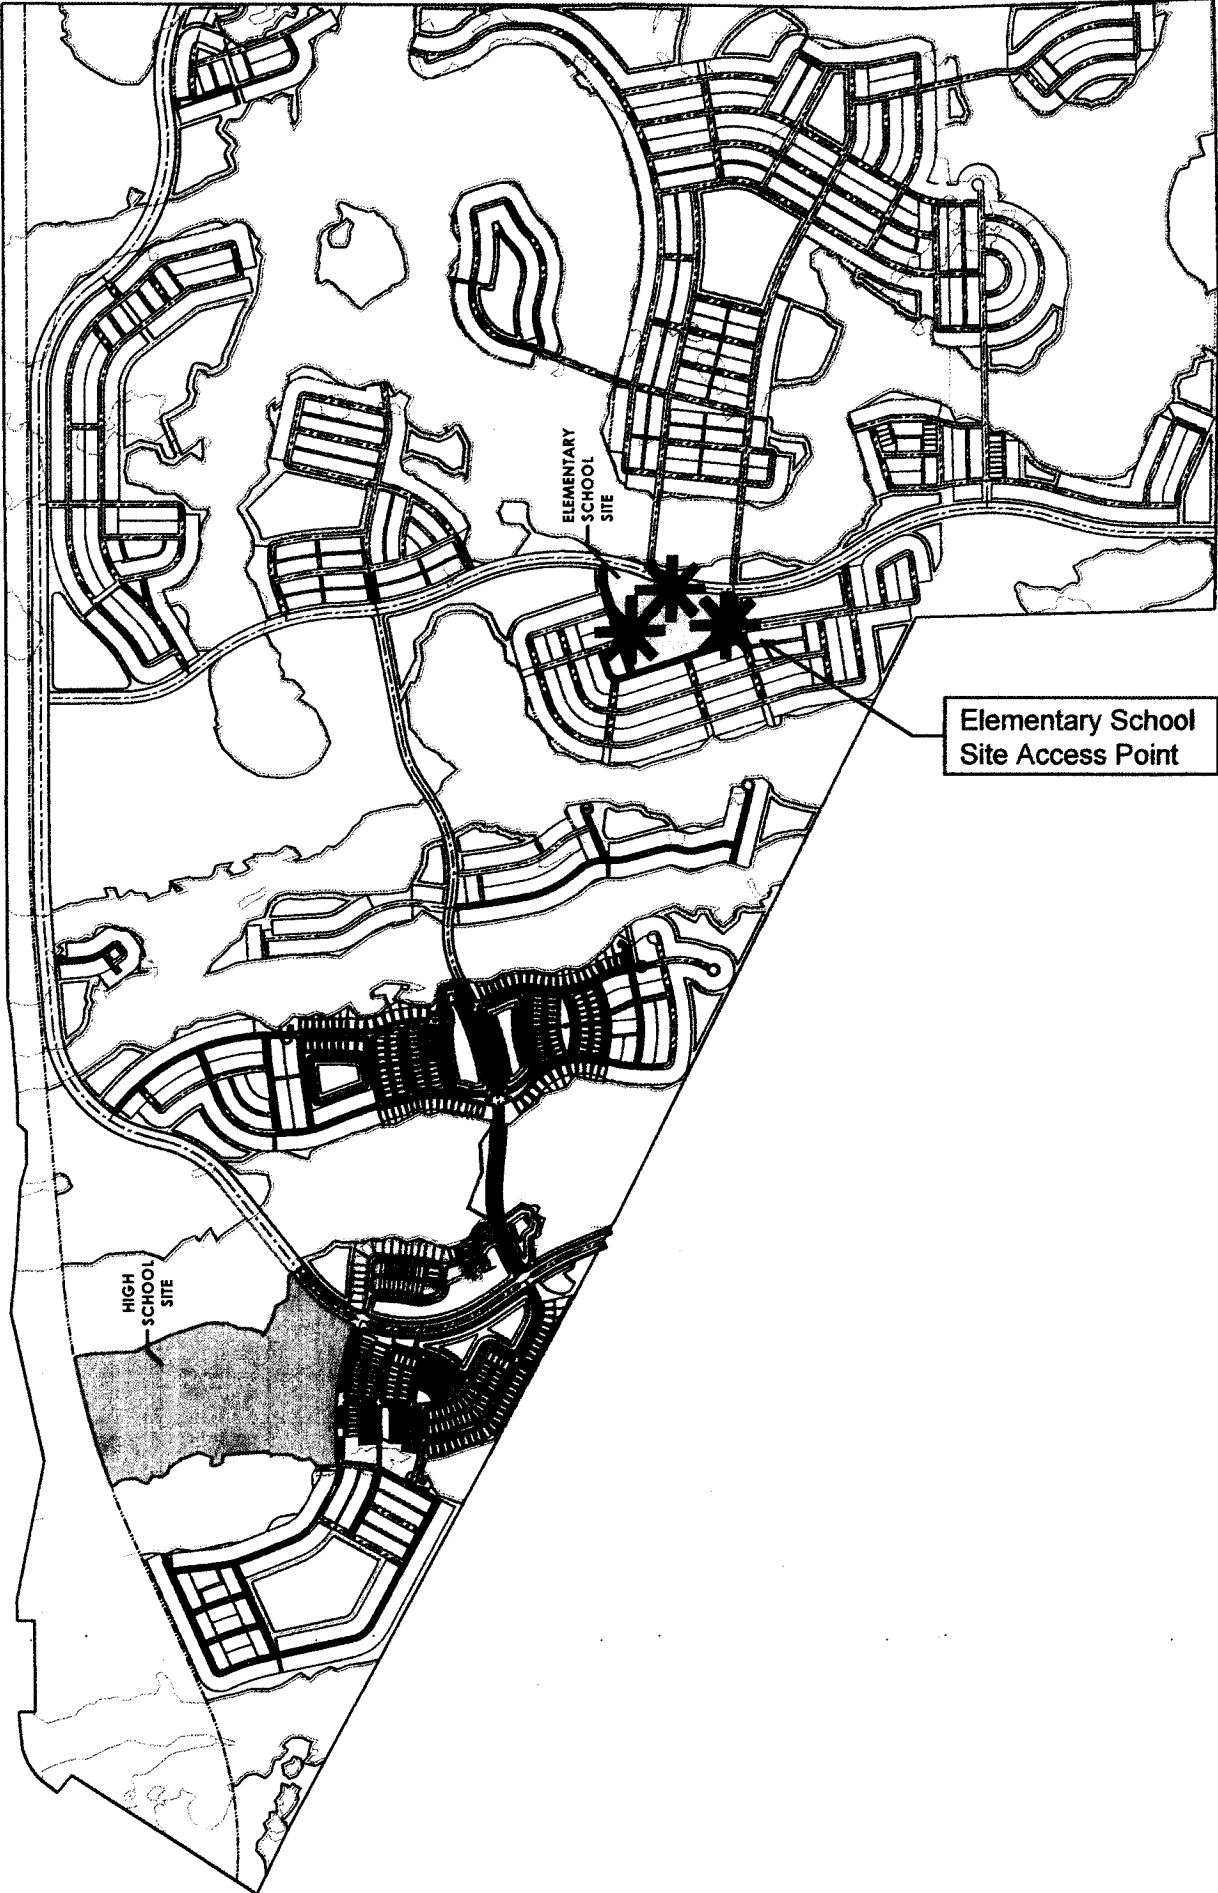 ELEMENTARY
SCHOOL
SITE
Elementary School
Site Access Point
HIGH
SCHOOL
SITE